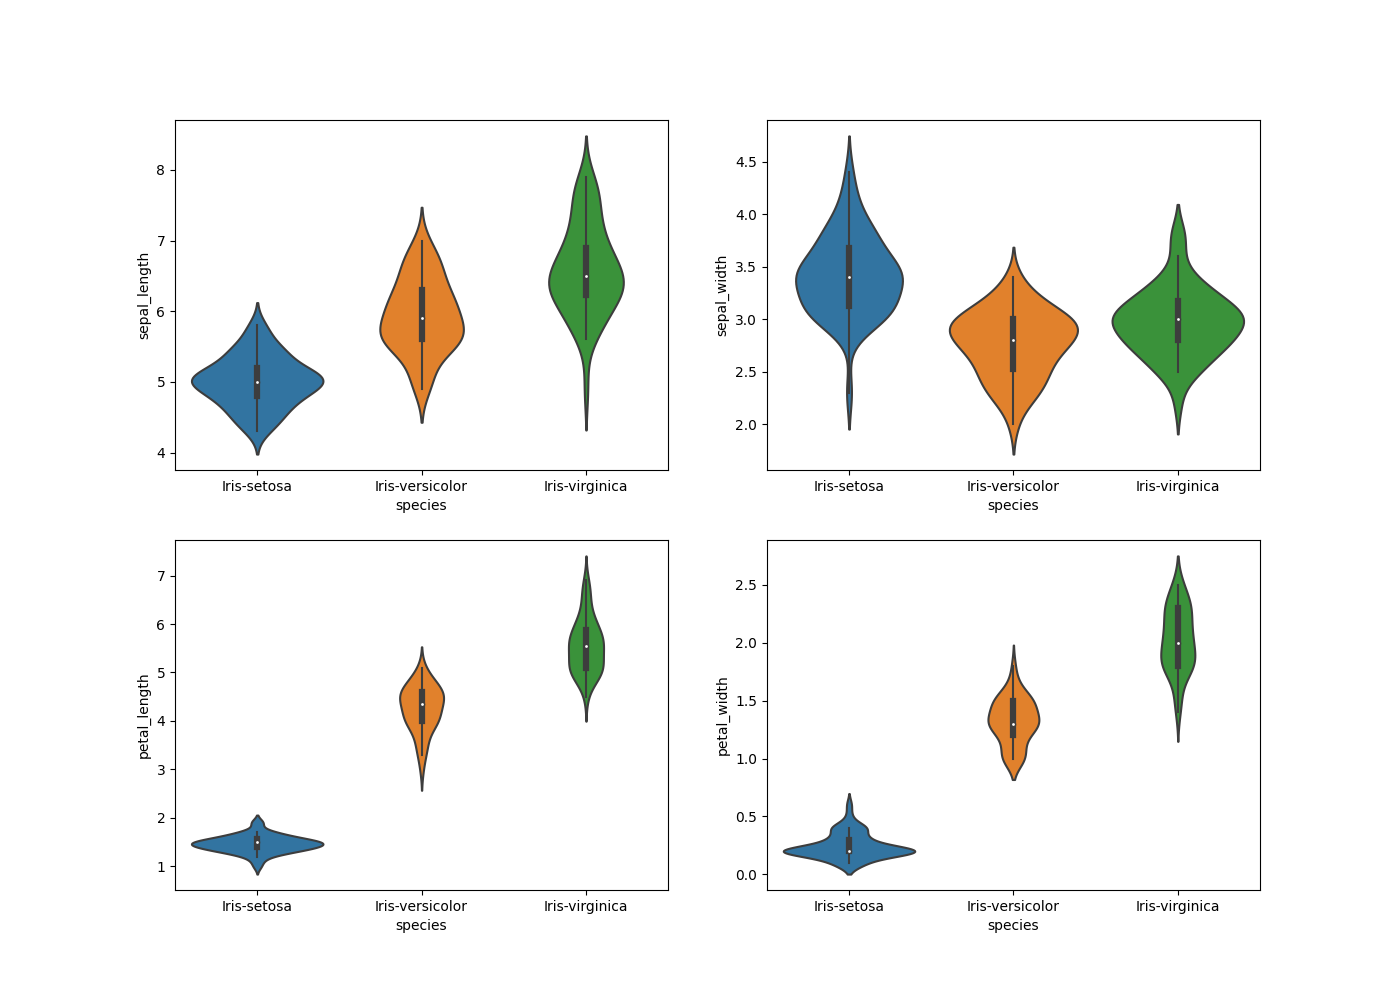 sepal_length
8
7
6
5
4
Iris-setosa Iris-versicolor Iris-virginica
species
sepal_width
4.5
4.0
3.5
3.0
2.5
2.0
Iris-setosa Iris-versicolor Iris-virginica
species
petal_length
7
6
5
4
3
2
1
Iris-setosa Iris-versicolor Iris-virginica
species
petal_width
2.5
2.0
1.5
1.0
0.5
0.0
Iris-setosa Iris-versicolor Iris-virginica
species